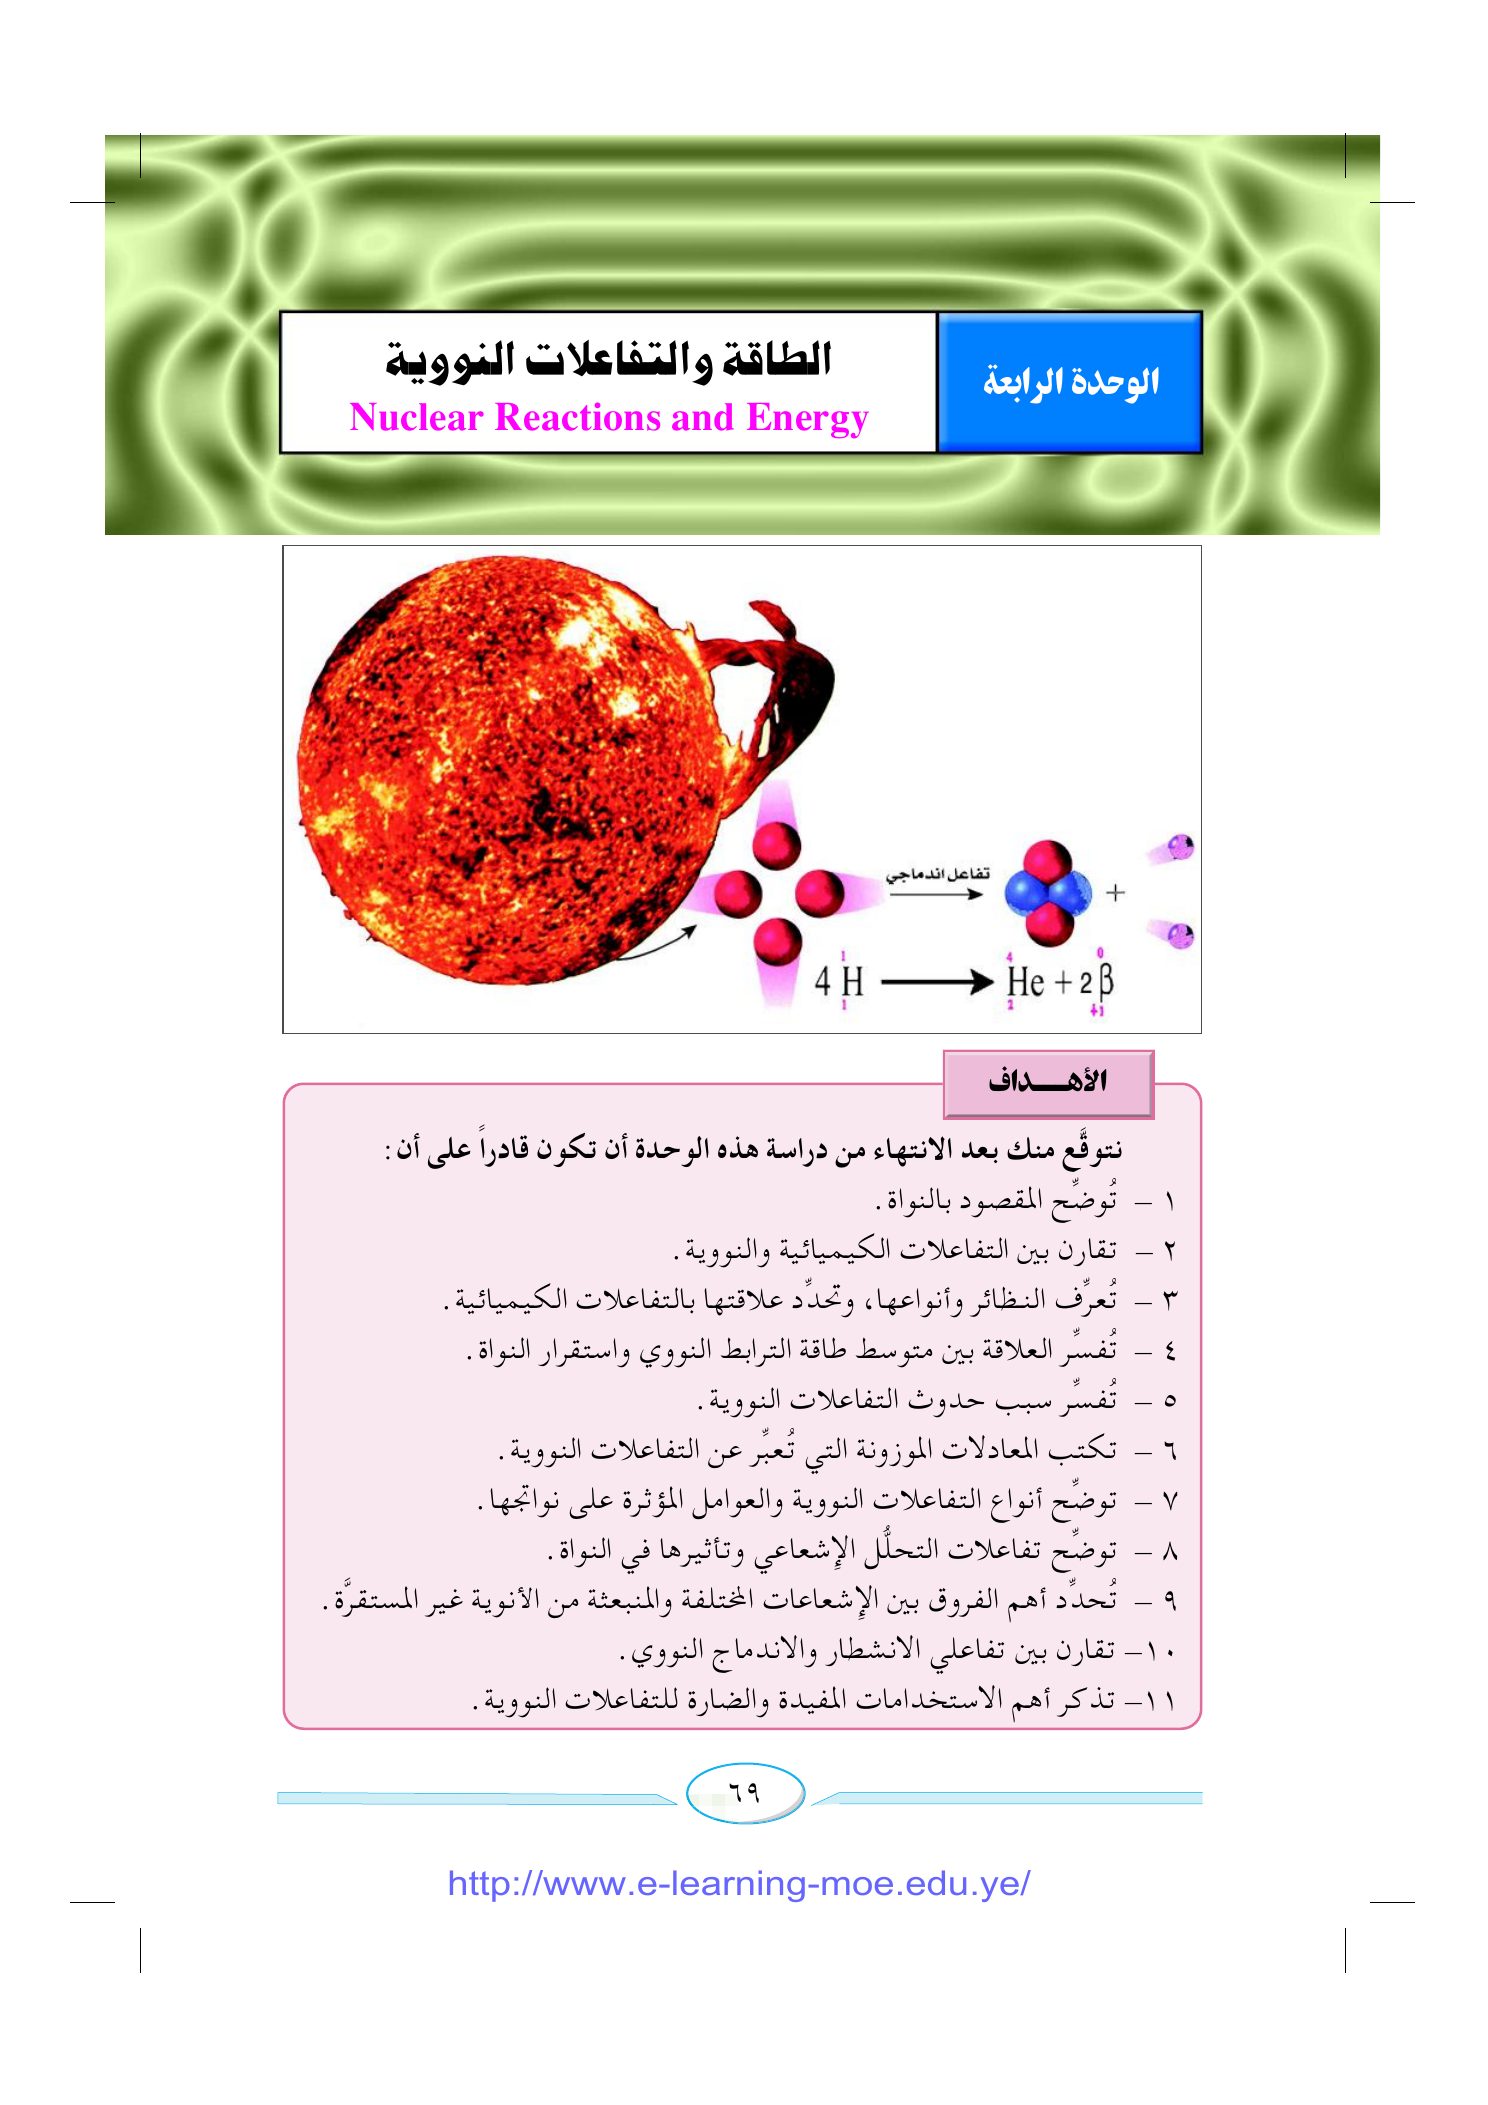 الوحدة الرابعة
الطاقة والتفاعلات النووية
Nuclear Reactions and Energy
تفاعل اندماجي
+
4 ¹₁H ⟶ ⁴₂He + 2 ⁰₊₁β
الأهـــداف
نتوقَّع منك بعد الانتهاء من دراسة هذه الوحدة أن تكون قادراً على أن :
١ – تُوضِّح المقصود بالنواة .
٢ – تقارن بين التفاعلات الكيميائية والنووية .
٣ – تُعرِّف النظائر وأنواعها، وتحدِّد علاقتها بالتفاعلات الكيميائية .
٤ – تُفسِّر العلاقة بين متوسط طاقة الترابط النووي واستقرار النواة .
٥ – تُفسِّر سبب حدوث التفاعلات النووية .
٦ – تكتب المعادلات الموزونة التي تُعبِّر عن التفاعلات النووية .
٧ – توضِّح أنواع التفاعلات النووية والعوامل المؤثرة على نواتجها .
٨ – توضِّح تفاعلات التحلُّل الإشعاعي وتأثيرها في النواة .
٩ – تُحدِّد أهم الفروق بين الإشعاعات المختلفة والمنبعثة من الأنوية غير المستقرَّة .
١٠– تقارن بين تفاعلي الانشطار والاندماج النووي .
١١– تذكر أهم الاستخدامات المفيدة والضارة للتفاعلات النووية .
٦٩
http://www.e-learning-moe.edu.ye/